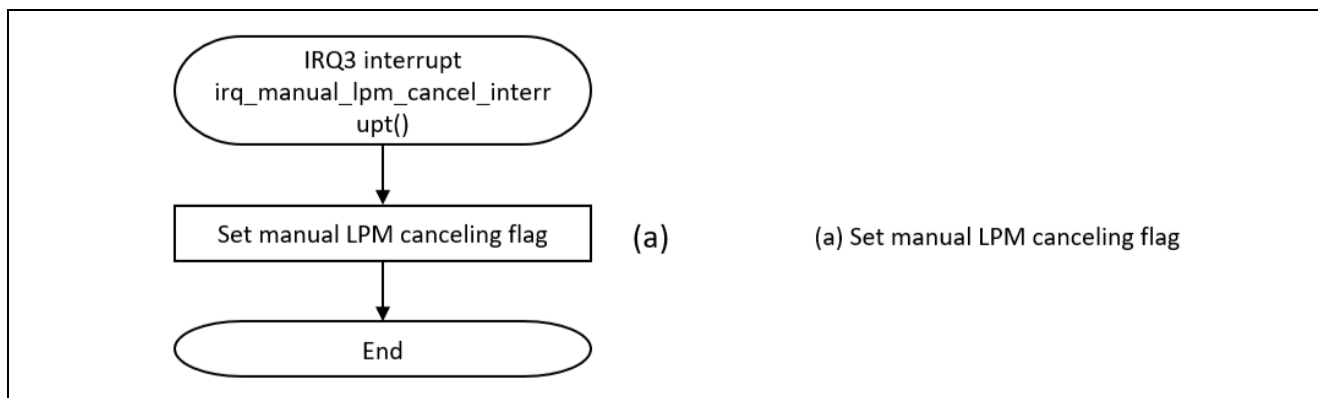 IRQ3 interrupt
irq_manual_lpm_cancel_interr
upt()
Set manual LPM canceling flag
(a)
(a) Set manual LPM canceling flag
End